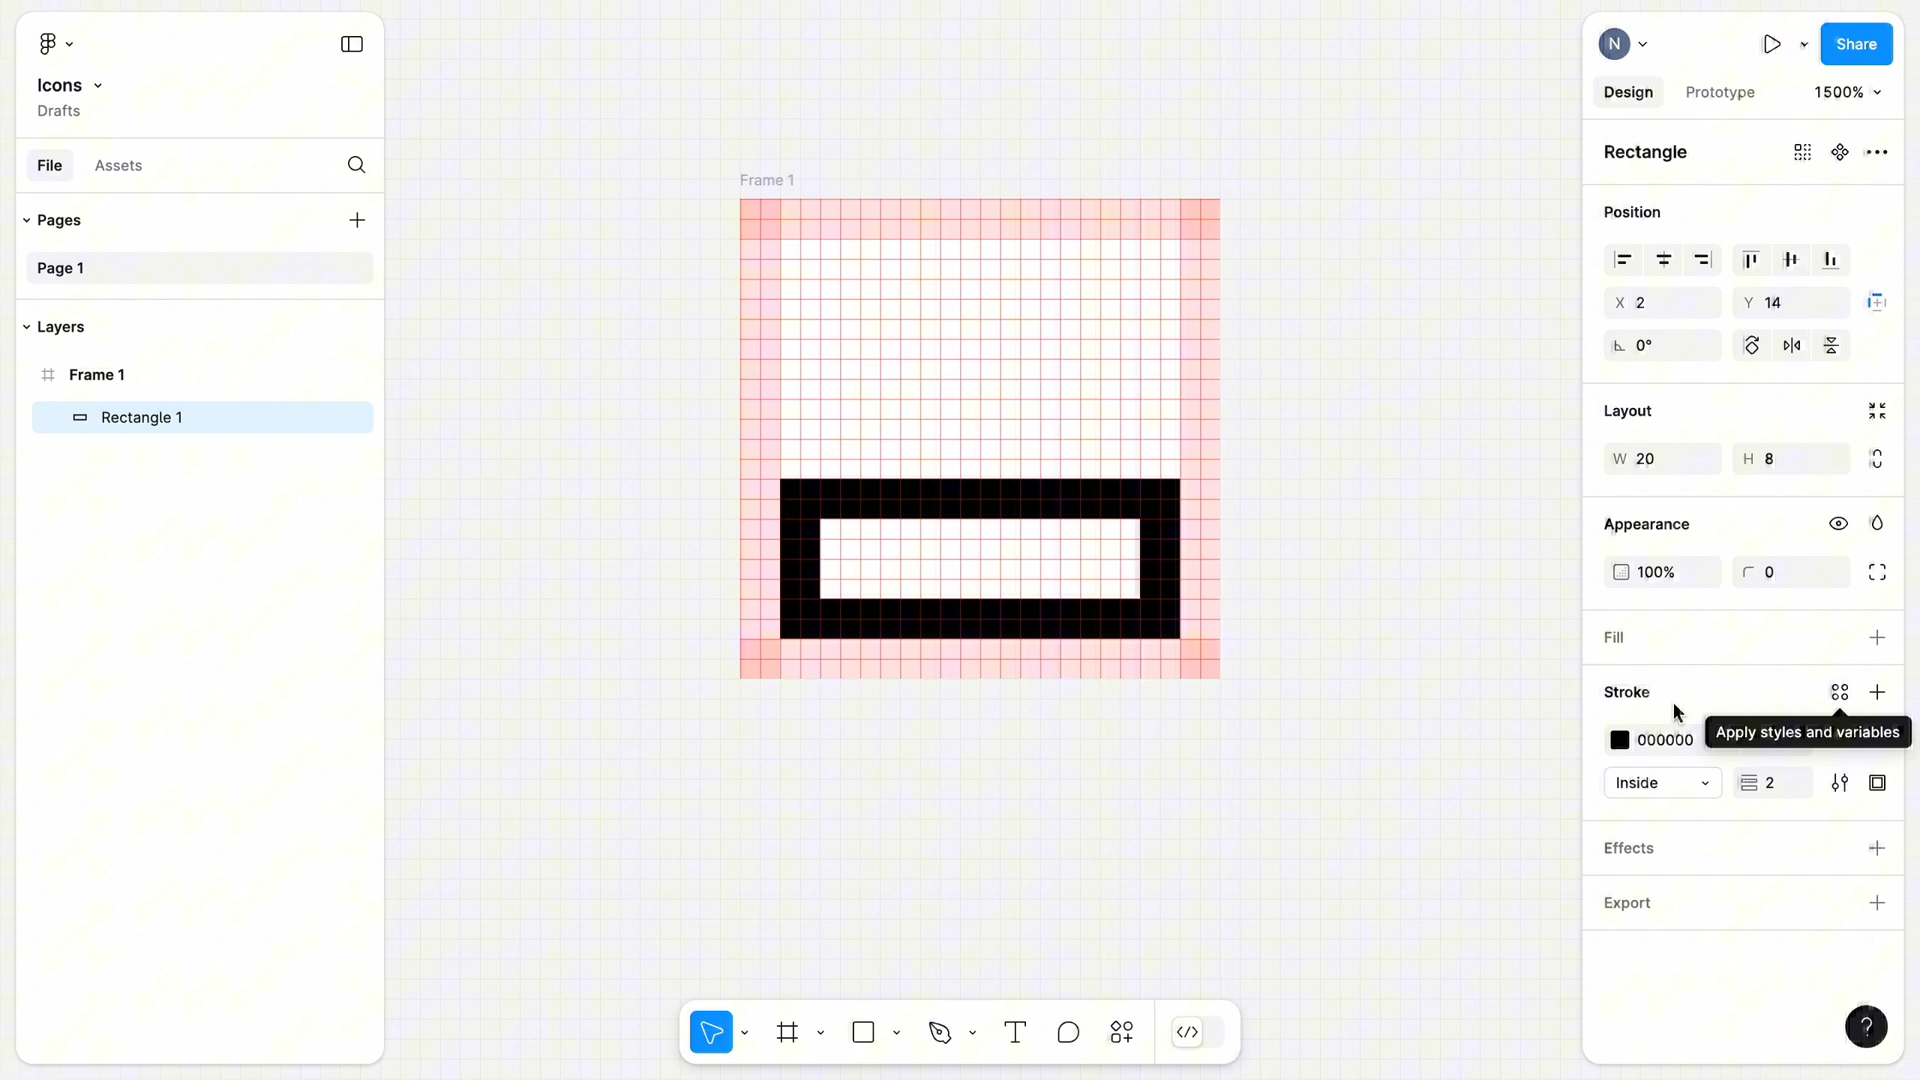 Icons
Drafts
File
Assets
Pages
Page 1
Layers
Frame 1
Rectangle 1
Frame 1
N
Share
Design
Prototype
1500%
Rectangle
Position
X 2
Y 14
0°
Layout
W 20
H 8
Appearance
100%
0
Fill
Stroke
000000
Apply styles and variables
Inside
2
Effects
Export
?